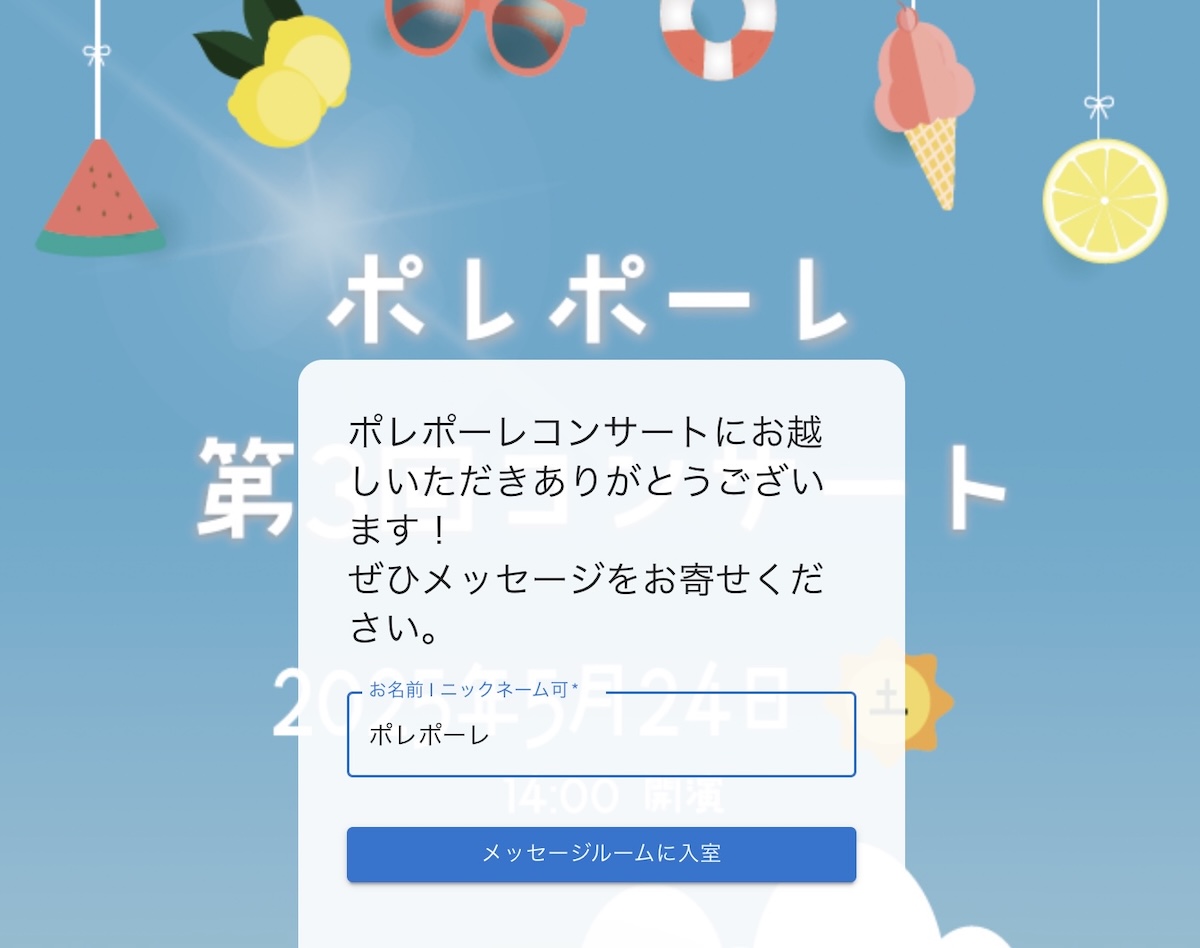 ポレポーレ
第3回コンサート
ポレポーレコンサートにお越
しいただきありがとうござい
ます！
ぜひメッセージをお寄せくだ
さい。
2025年5月24日 土
お名前 | ニックネーム可 *
ポレポーレ
14:00 開演
メッセージルームに入室